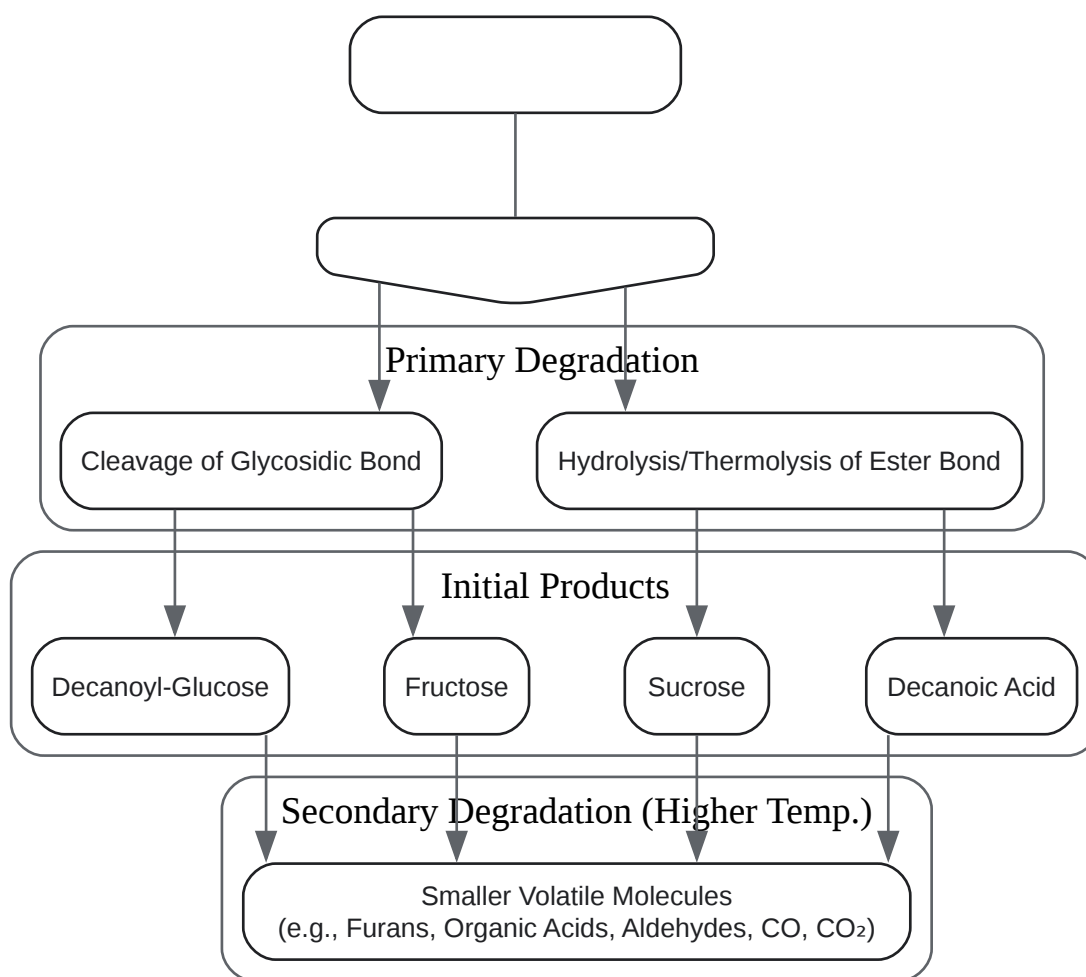 Primary Degradation
Cleavage of Glycosidic Bond
Hydrolysis/Thermolysis of Ester Bond
Initial Products
Decanoyl-Glucose
Fructose
Sucrose
Decanoic Acid
Secondary Degradation (Higher Temp.)
Smaller Volatile Molecules
(e.g., Furans, Organic Acids, Aldehydes, CO, CO₂)